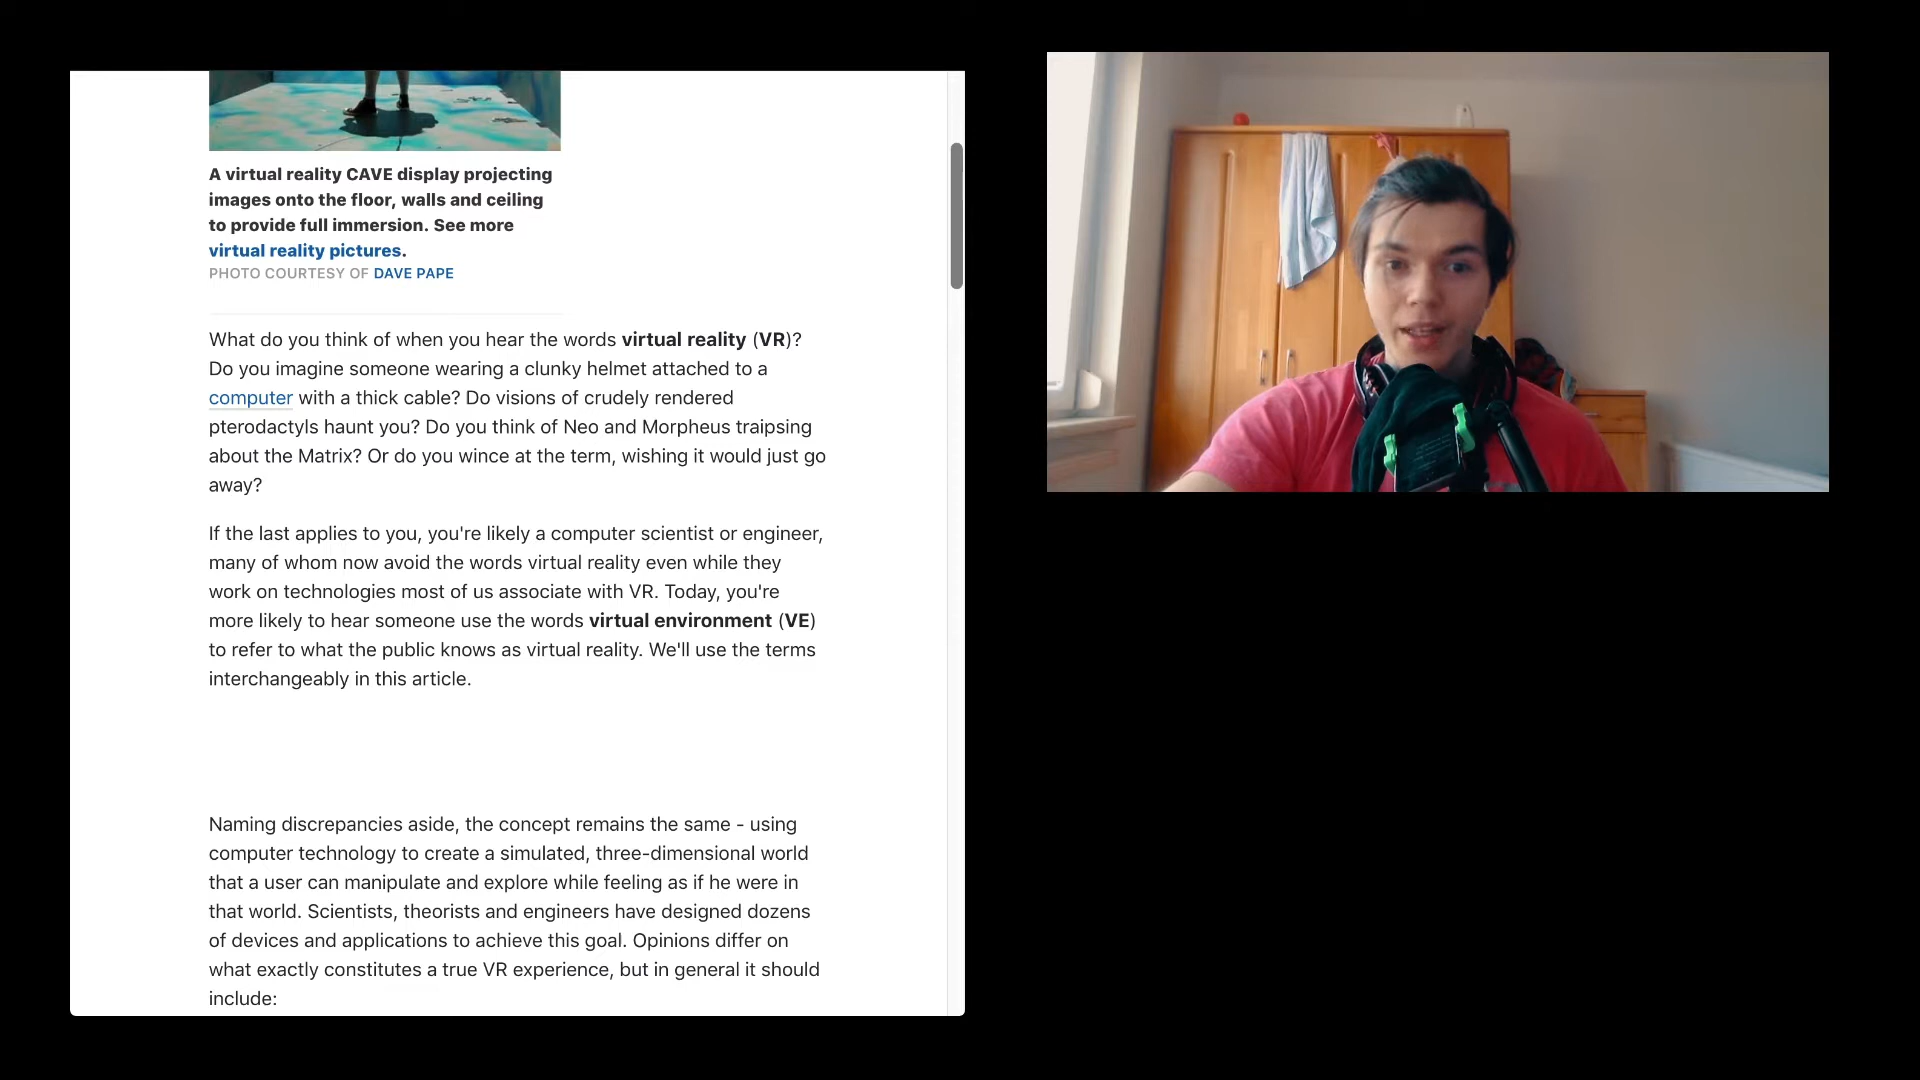 A virtual reality CAVE display projecting
images onto the floor, walls and ceiling
to provide full immersion. See more
virtual reality pictures.
PHOTO COURTESY OF DAVE PAPE
What do you think of when you hear the words virtual reality (VR)?
Do you imagine someone wearing a clunky helmet attached to a
computer with a thick cable? Do visions of crudely rendered
pterodactyls haunt you? Do you think of Neo and Morpheus traipsing
about the Matrix? Or do you wince at the term, wishing it would just go
away?
If the last applies to you, you're likely a computer scientist or engineer,
many of whom now avoid the words virtual reality even while they
work on technologies most of us associate with VR. Today, you're
more likely to hear someone use the words virtual environment (VE)
to refer to what the public knows as virtual reality. We'll use the terms
interchangeably in this article.
Naming discrepancies aside, the concept remains the same - using
computer technology to create a simulated, three-dimensional world
that a user can manipulate and explore while feeling as if he were in
that world. Scientists, theorists and engineers have designed dozens
of devices and applications to achieve this goal. Opinions differ on
what exactly constitutes a true VR experience, but in general it should
include: